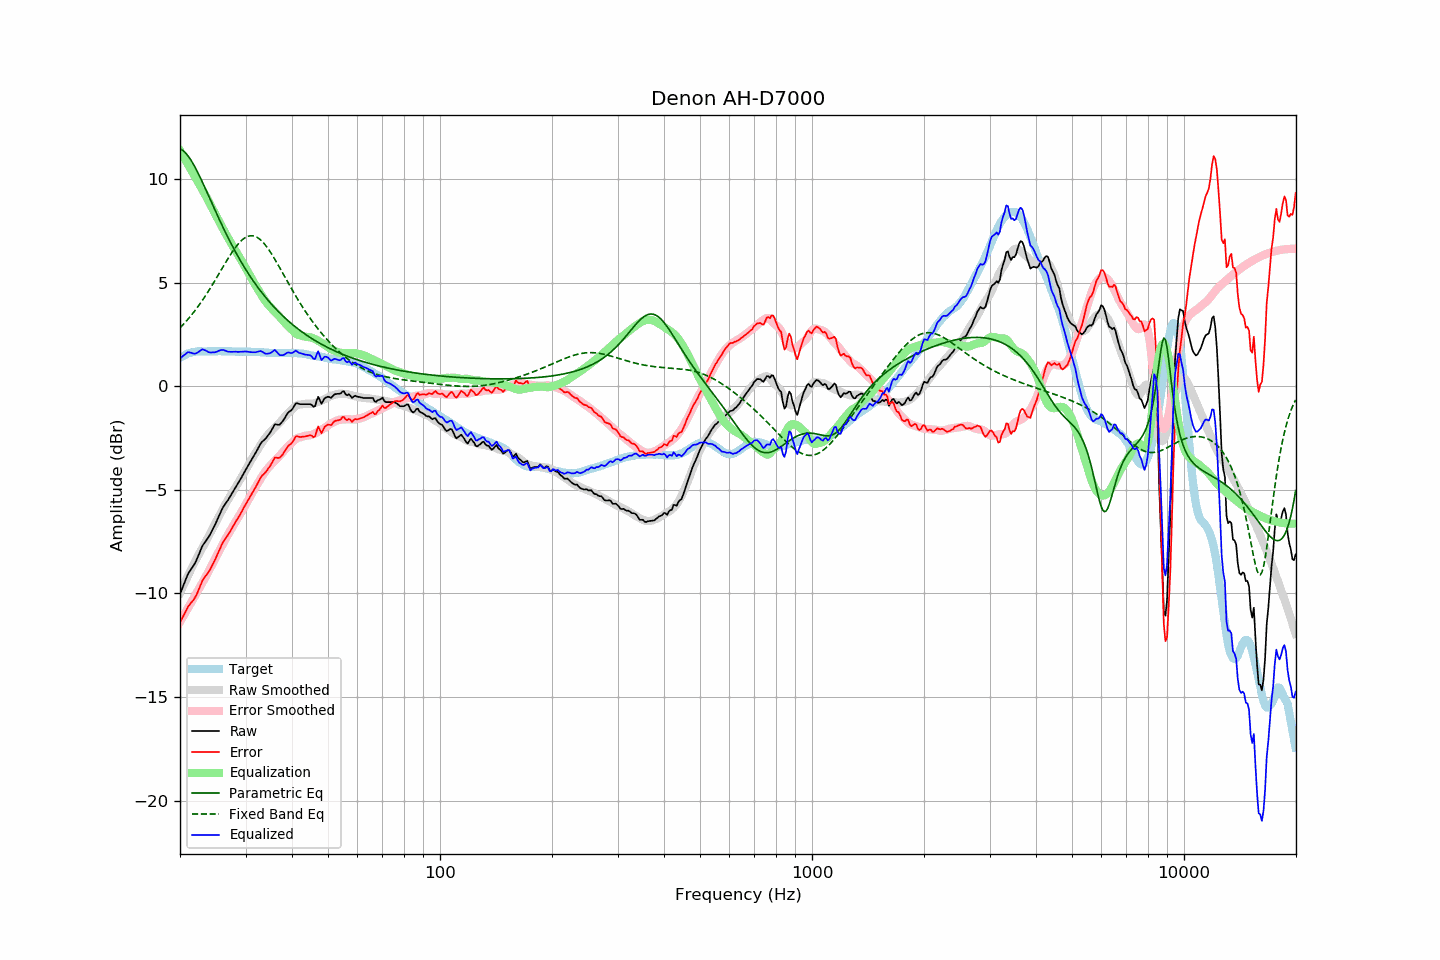 Denon AH-D7000
Amplitude (dBr)
10
5
0
−5
−10
−15
−20
Target
Raw Smoothed
Error Smoothed
Raw
Error
Equalization
Parametric Eq
Fixed Band Eq
Equalized
100
1000
10000
Frequency (Hz)